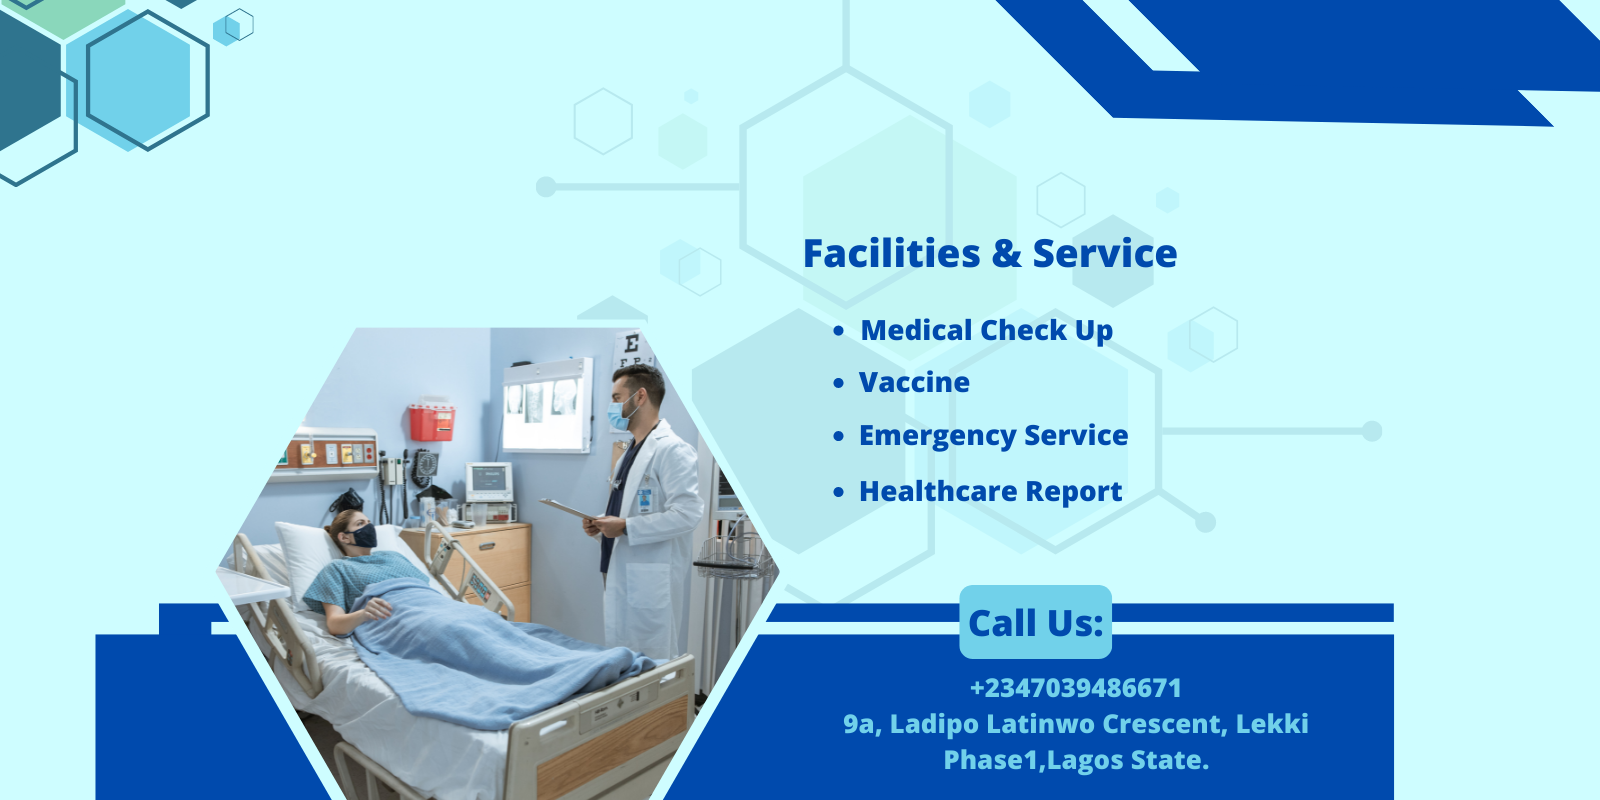 Facilities & Service
• Medical Check Up
• Vaccine
• Emergency Service
• Healthcare Report
E
Call Us:
+2347039486671
9a, Ladipo Latinwo Crescent, Lekki
Phase1,Lagos State.